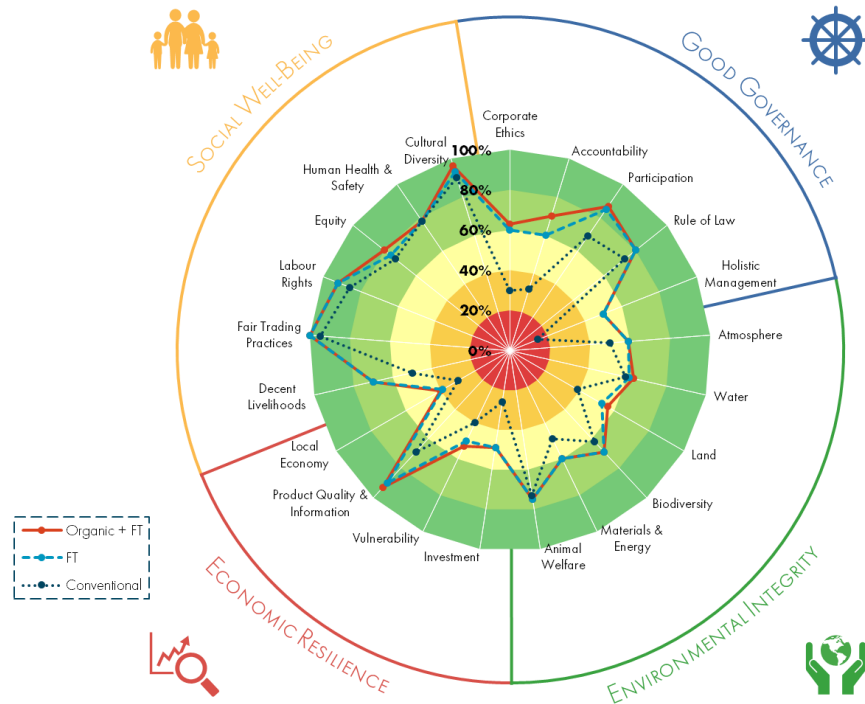 SOCIAL WELL-BEING
GOOD GOVERNANCE
Corporate
Ethics
Accountability
Participation
Rule of Law
Holistic
Management
Atmosphere
Water
Land
Biodiversity
Materials &
Energy
Animal
Welfare
Investment
Vulnerability
Product Quality &
Information
Local
Economy
Decent
Livelihoods
Fair Trading
Practices
Labour
Rights
Equity
Human Health &
Safety
Cultural
Diversity
100%
80%
60%
40%
20%
0%
Organic + FT
FT
Conventional
ECONOMIC RESILIENCE
ENVIRONMENTAL INTEGRITY